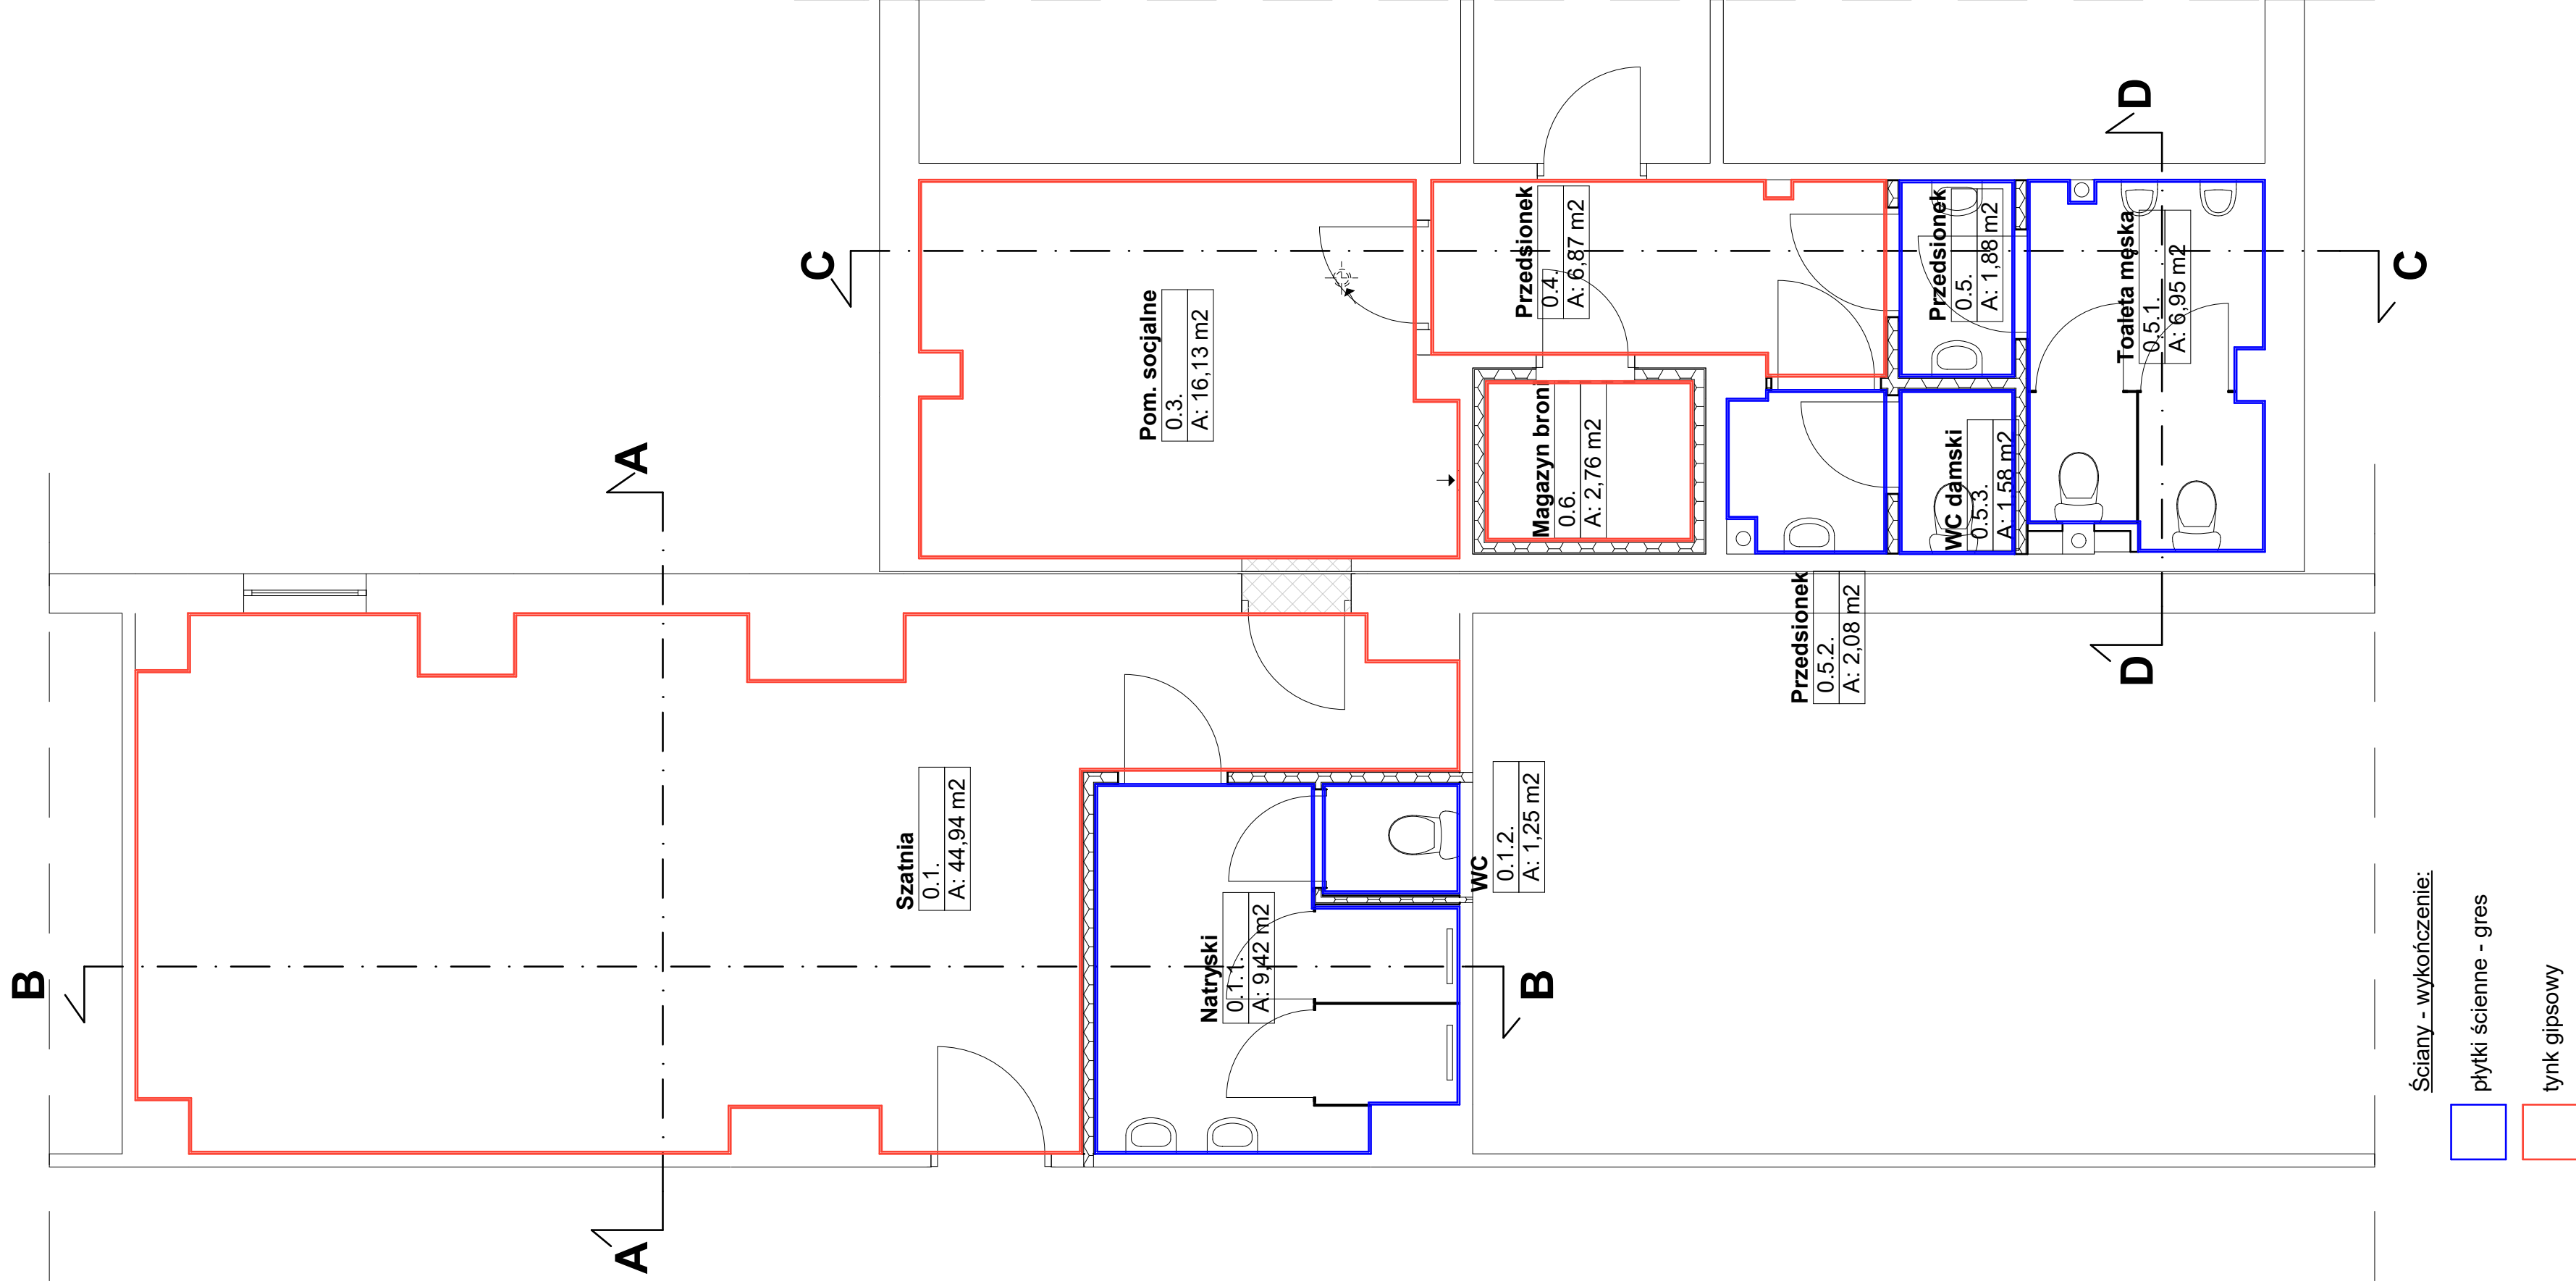 B
B
A
A
C
C
D
D
Szatnia
0.1.
A: 44,94 m2
Natryski
0.1.1.
A: 9,42 m2
WC
0.1.2.
A: 1,25 m2
Pom. socjalne
0.3.
A: 16,13 m2
Przedsionek
0.4.
A: 6,87 m2
Magazyn broni
0.6.
A: 2,76 m2
Przedsionek
0.5.
A: 1,88 m2
Toaleta męska
0.5.1.
A: 6,95 m2
WC damski
0.5.3.
A: 1,58 m2
Przedsionek
0.5.2.
A: 2,08 m2
Ściany - wykończenie:
płytki ścienne - gres
tynk gipsowy